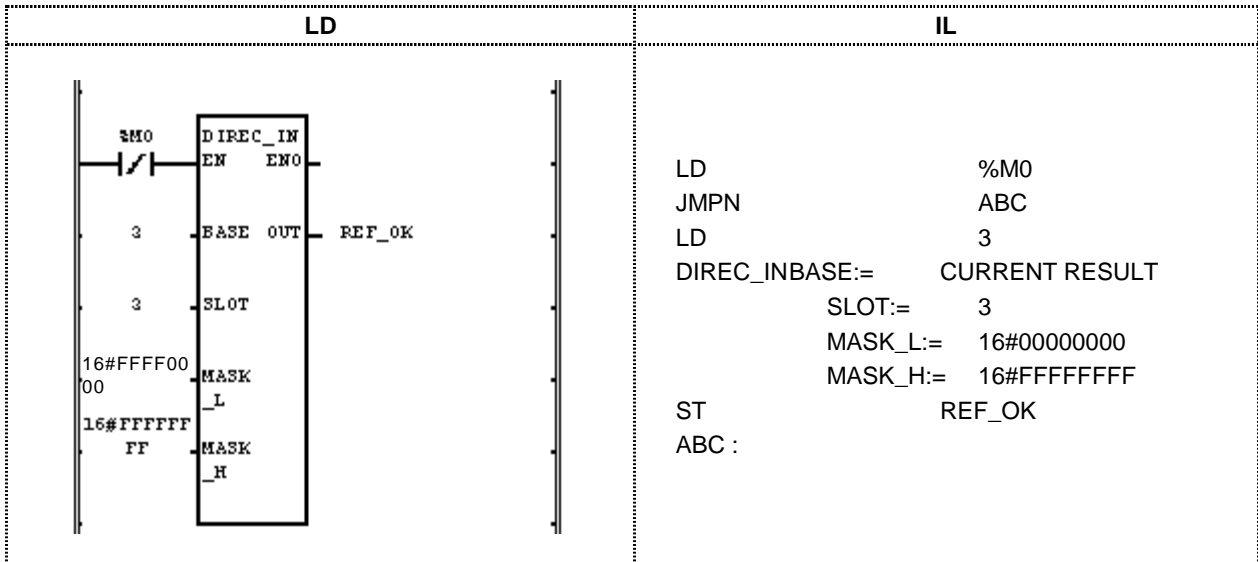 LD
IL
%M0
DIREC_IN
EN ENO
3 BASE OUT REF_OK
3 SLOT
16#FFFF00
00
MASK
_L
16#FFFFFF
FF
MASK
_H
LD %M0
JMPN ABC
LD 3
DIREC_INBASE:= CURRENT RESULT
SLOT:= 3
MASK_L:= 16#00000000
MASK_H:= 16#FFFFFFFF
ST REF_OK
ABC :